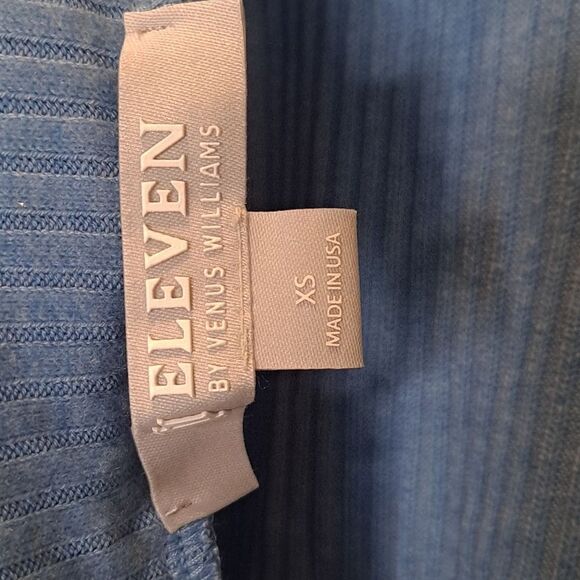 ELEVEN
BY VENUS WILLIAMS
XS
MADE IN USA